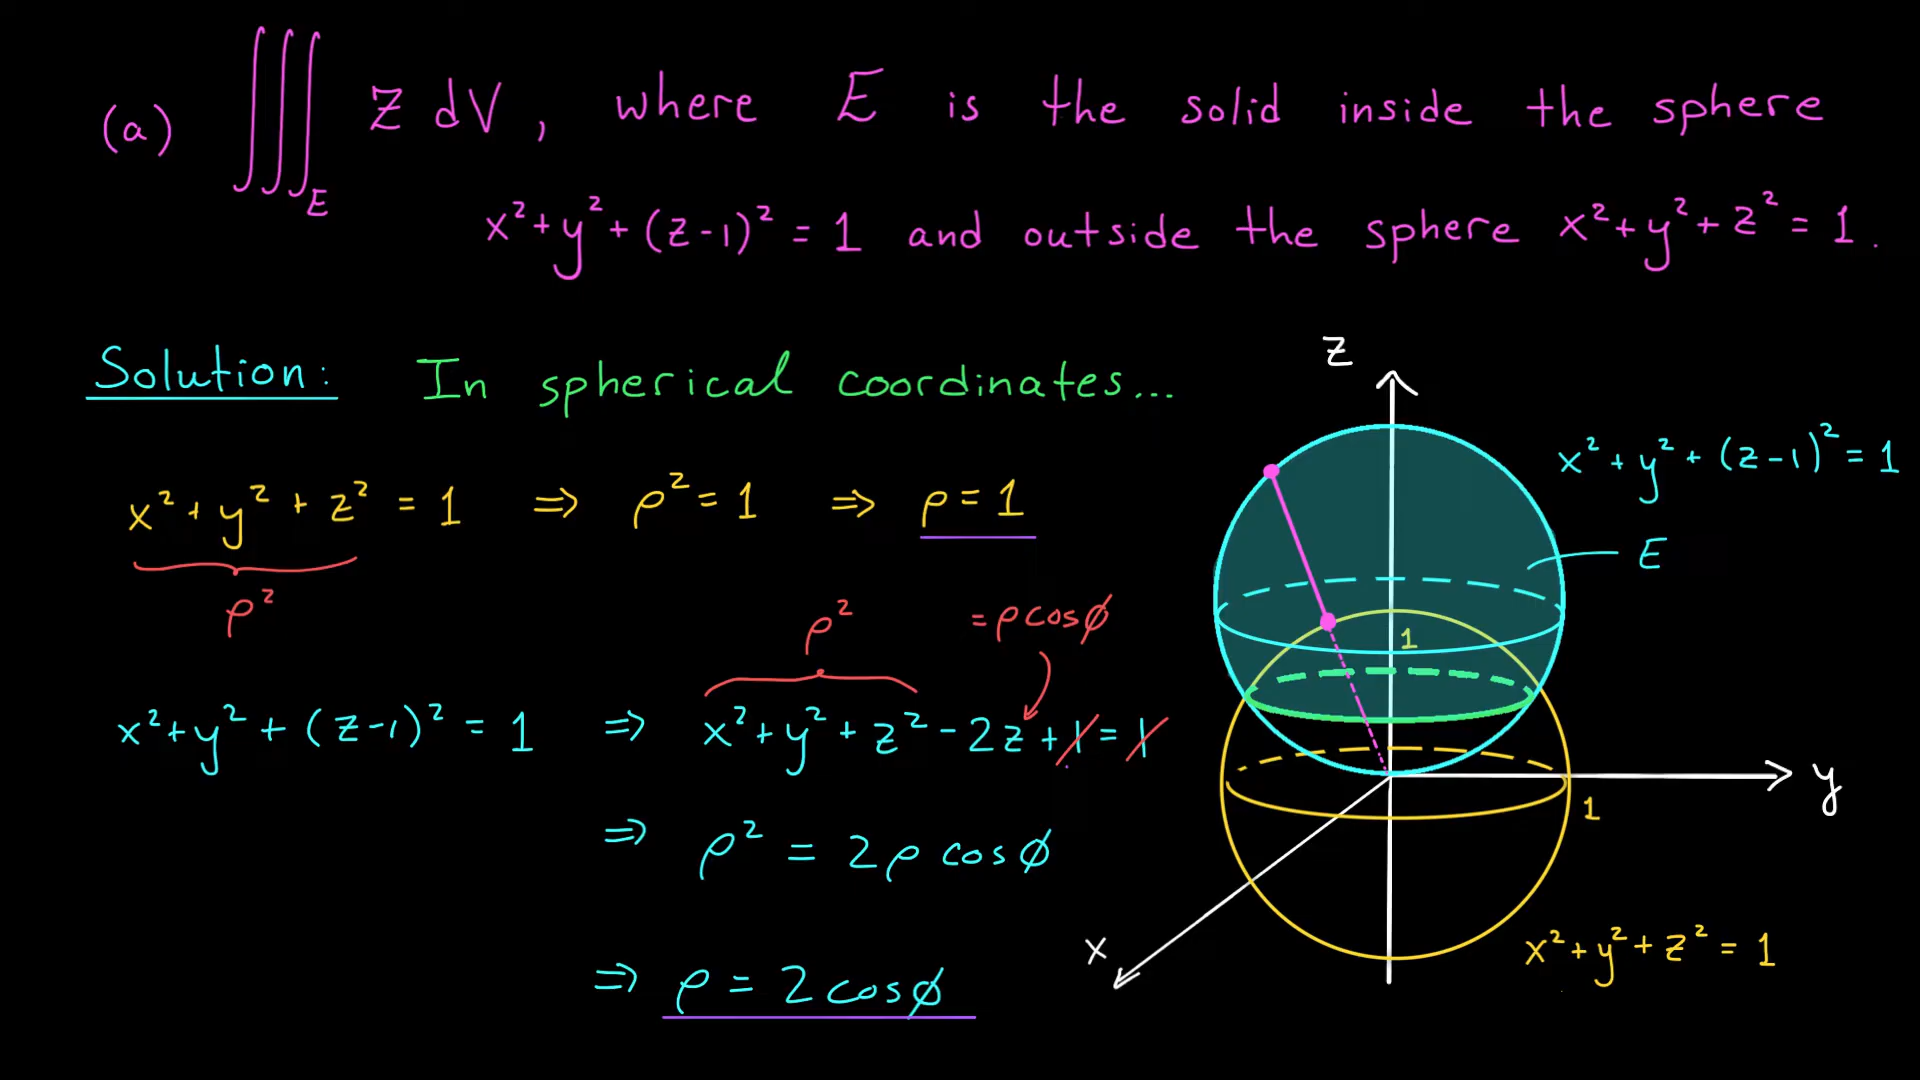 (a) ∭_E z dV, where E is the solid inside the sphere
x²+y²+(z-1)²=1 and outside the sphere x²+y²+z²=1.
Solution: In spherical coordinates...
x²+y²+z²=1 ⇒ ρ²=1 ⇒ ρ=1
ρ²
ρ² =ρcosφ
x²+y²+(z-1)²=1 ⇒ x²+y²+z²-2z+1=1
⇒ ρ²=2ρcosφ
⇒ ρ=2cosφ
z
x²+y²+(z-1)²=1
E
1
y
1
x
x²+y²+z²=1